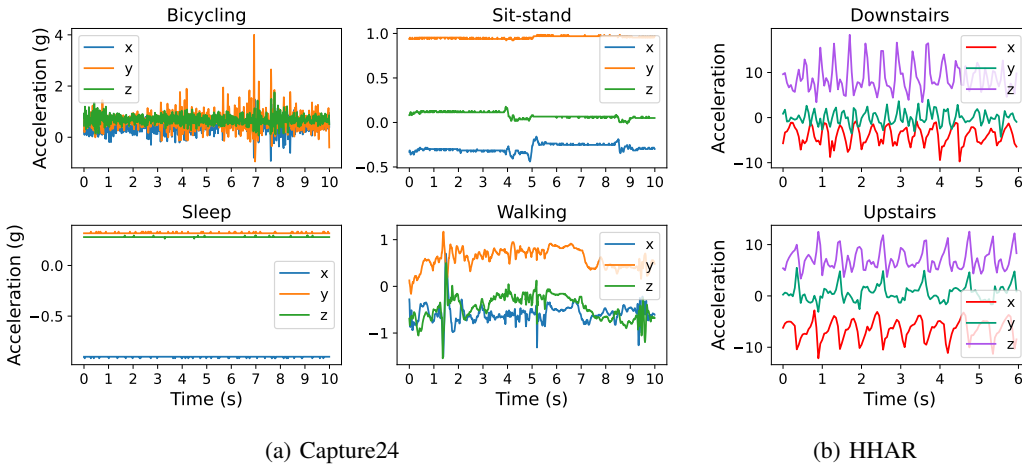 Bicycling
Acceleration (g)
4
2
0
x
y
z
0 1 2 3 4 5 6 7 8 9 10
Sit-stand
1.0
0.5
0.0
−0.5
x
y
z
0 1 2 3 4 5 6 7 8 9 10
Downstairs
Acceleration
10
0
−10
x
y
z
0 1 2 3 4 5 6
Sleep
Acceleration (g)
0.0
−0.5
x
y
z
0 1 2 3 4 5 6 7 8 9 10
Time (s)
Walking
1
0
−1
x
y
z
0 1 2 3 4 5 6 7 8 9 10
Time (s)
Upstairs
Acceleration
10
0
−10
x
y
z
0 1 2 3 4 5 6
Time (s)
(a) Capture24
(b) HHAR